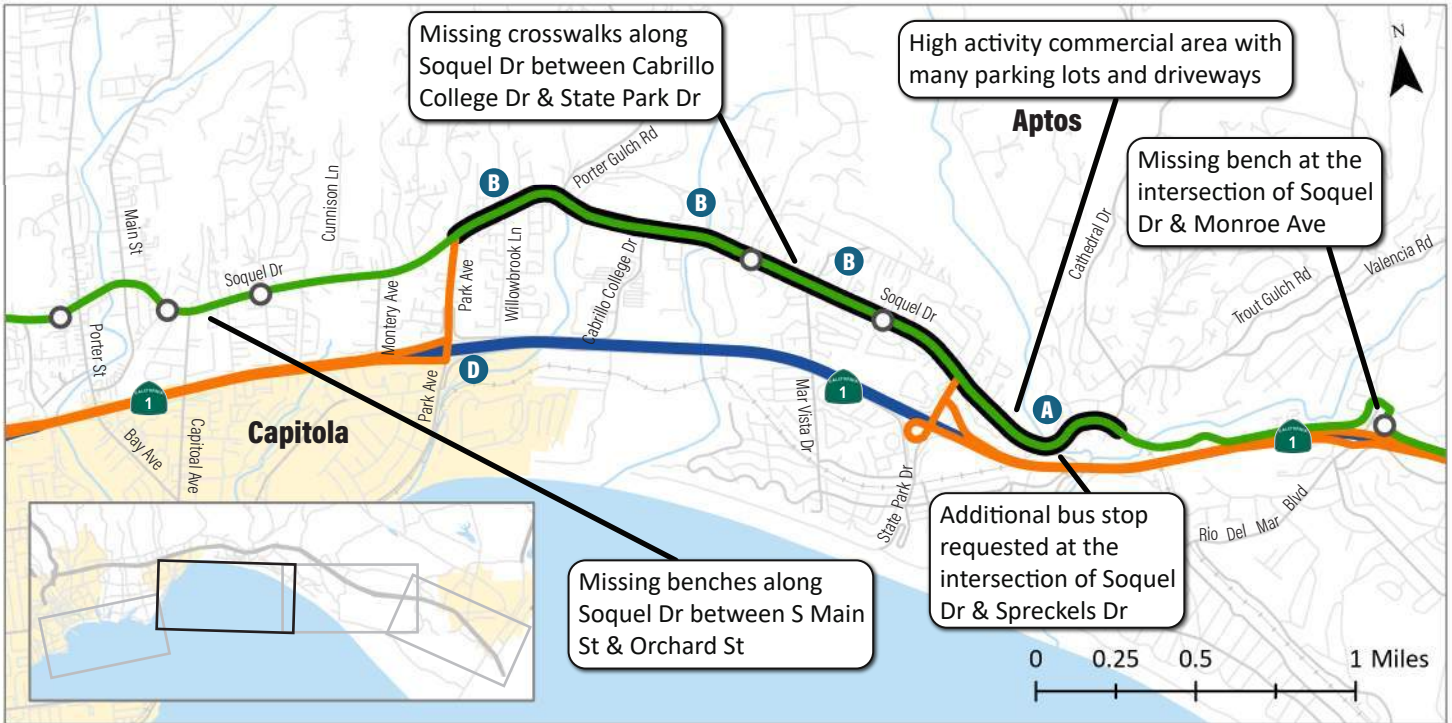 Missing crosswalks along
Soquel Dr between Cabrillo
College Dr & State Park Dr
High activity commercial area with
many parking lots and driveways
N
Aptos
Missing bench at the
intersection of Soquel
Dr & Monroe Ave
Porter Gulch Rd
B
B
B
Main St
Cunnison Ln
Soquel Dr
Park Ave
Willowbrook Ln
Cabrillo College Dr
Soquel Dr
Cathedral Dr
Trout Gulch Rd
Valencia Rd
Porter St
Montery Ave
D
CALIFORNIA
1
Park Ave
Mar Vista Dr
CALIFORNIA
1
A
CALIFORNIA
1
Capitola
Bay Ave
Capitoal Ave
State Park Dr
Rio Del Mar Blvd
Additional bus stop
requested at the
intersection of Soquel
Dr & Spreckels Dr
Missing benches along
Soquel Dr between S Main
St & Orchard St
0 0.25 0.5 1 Miles